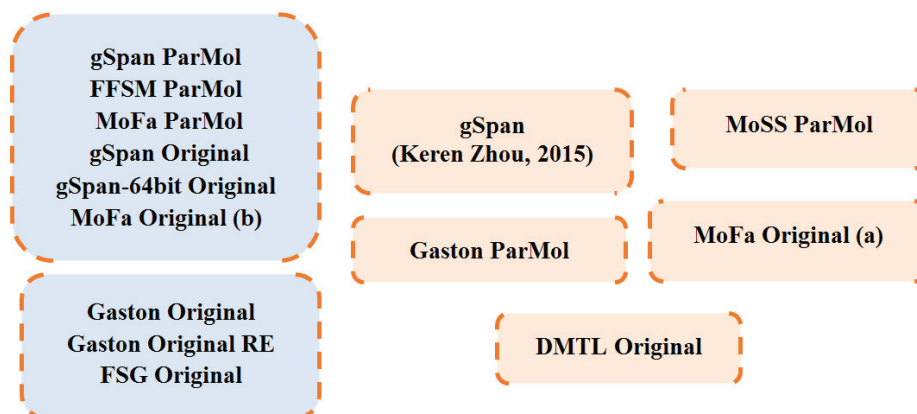 gSpan ParMol
FFSM ParMol
MoFa ParMol
gSpan Original
gSpan-64bit Original
MoFa Original (b)
Gaston Original
Gaston Original RE
FSG Original
gSpan
(Keren Zhou, 2015)
MoSS ParMol
Gaston ParMol
MoFa Original (a)
DMTL Original